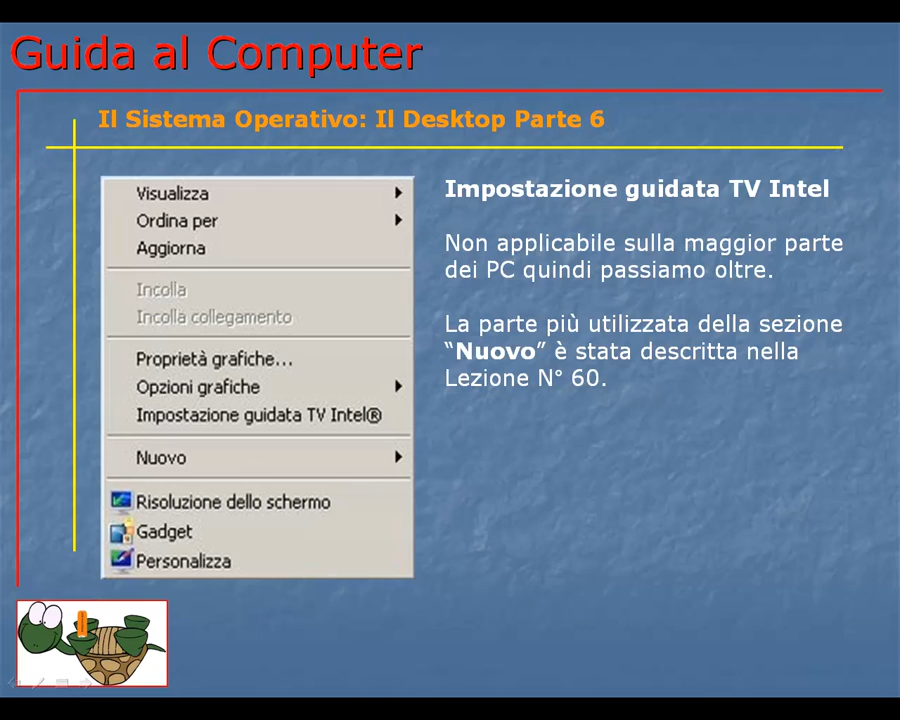 Guida al Computer
Il Sistema Operativo: Il Desktop Parte 6
Visualizza
Ordina per
Aggiorna
Incolla
Incolla collegamento
Proprietà grafiche...
Opzioni grafiche
Impostazione guidata TV Intel®
Nuovo
Risoluzione dello schermo
Gadget
Personalizza
Impostazione guidata TV Intel
Non applicabile sulla maggior parte
dei PC quindi passiamo oltre.
La parte più utilizzata della sezione
“Nuovo” è stata descritta nella
Lezione N° 60.